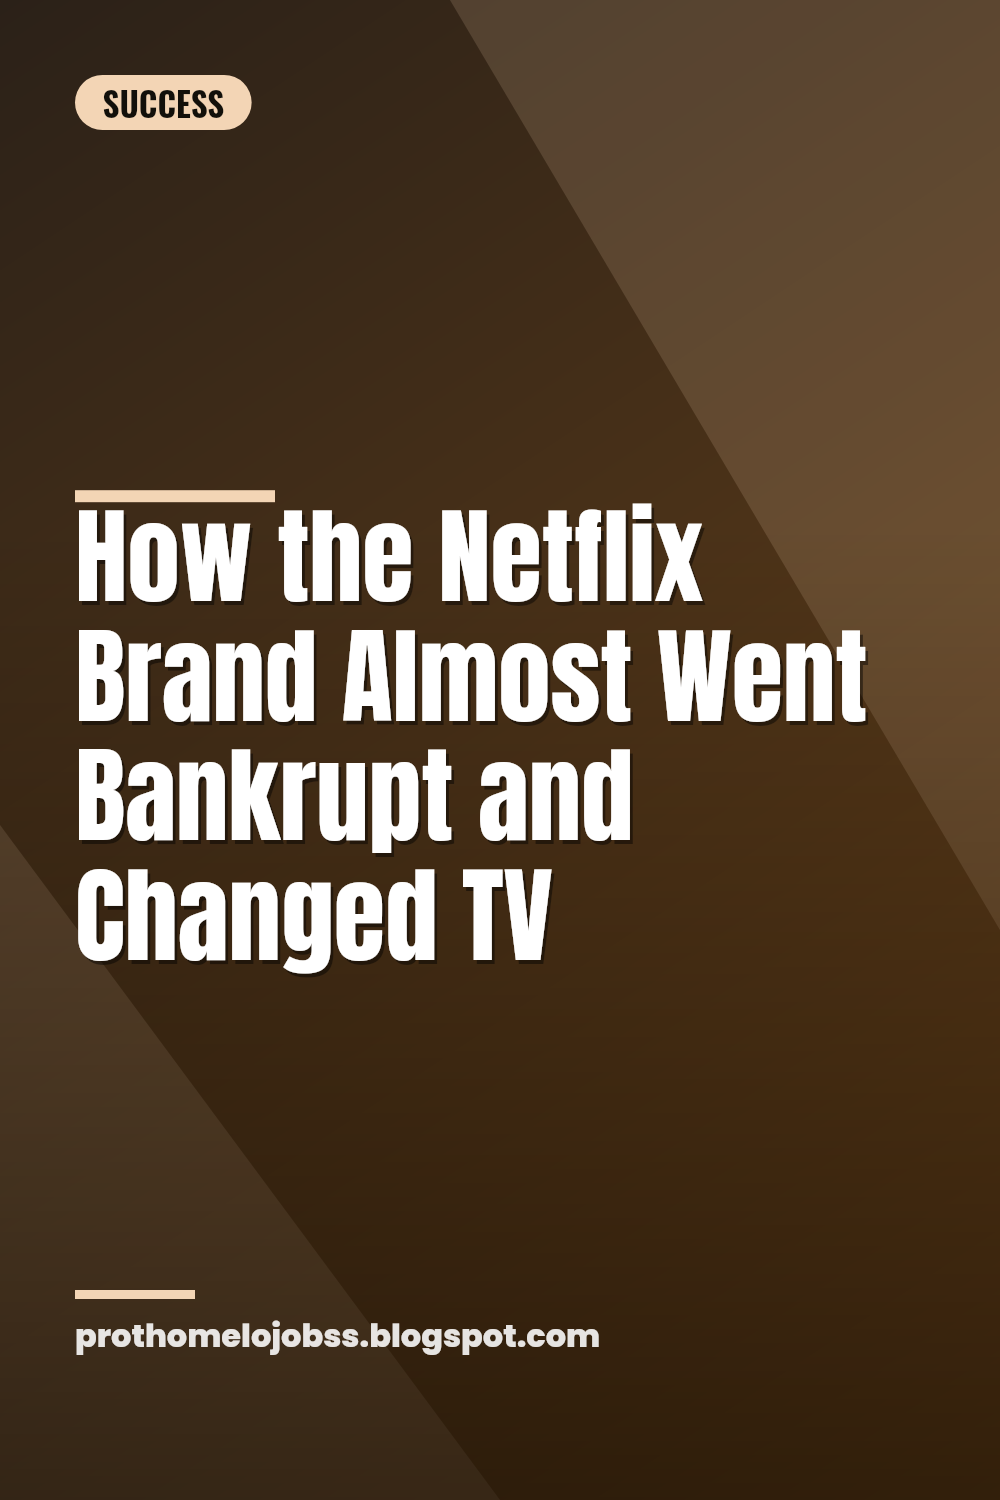 SUCCESS
How the Netflix
Brand Almost Went
Bankrupt and
Changed TV
prothomelojobss.blogspot.com